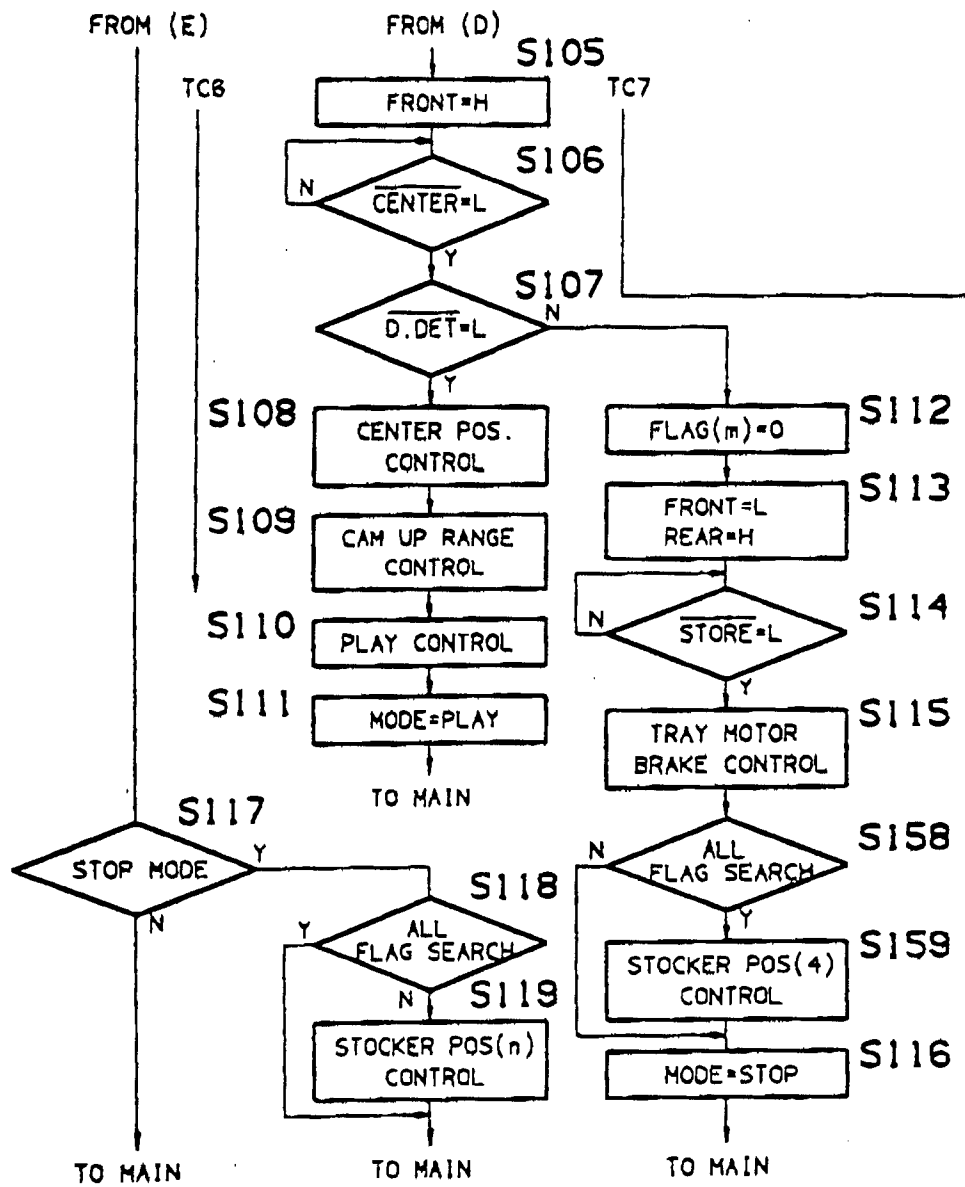 FROM (E)
FROM (D)
S105
TC6
FRONT=H
TC7
S106
N
CENTER=L
Y
S107
D.DET=L
N
Y
S108
CENTER POS.
CONTROL
S112
FLAG(m)=0
S113
FRONT=L
REAR=H
S109
CAM UP RANGE
CONTROL
S114
N
STORE=L
Y
S110
PLAY CONTROL
S111
MODE=PLAY
TO MAIN
S115
TRAY MOTOR
BRAKE CONTROL
S117
STOP MODE
Y
N
S158
N
ALL
FLAG SEARCH
Y
S118
Y
ALL
FLAG SEARCH
N
S119
STOCKER POS(n)
CONTROL
S159
STOCKER POS(4)
CONTROL
S116
MODE=STOP
TO MAIN
TO MAIN
TO MAIN